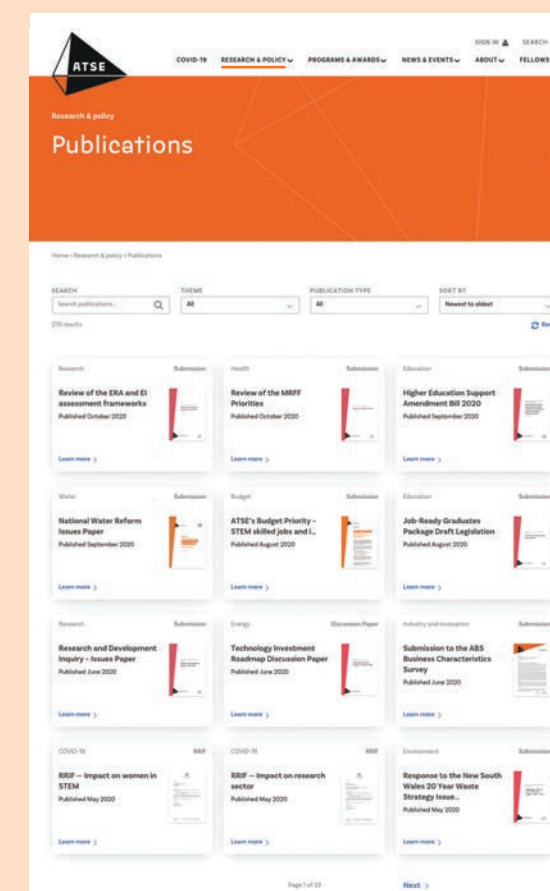 SIGN IN SEARCH
ATSE
COVID-19 RESEARCH & POLICY PROGRAMS & AWARDS NEWS & EVENTS ABOUT FELLOWS
Research & policy
Publications
Home > Research & policy > Publications
SEARCH THEME PUBLICATION TYPE SORT BY
Search publications... All All Newest to oldest
270 results
Research Submission
Review of the ERA and EI
assessment frameworks
Published October 2020
Learn more >
Health Submission
Review of the MRFF
Priorities
Published October 2020
Learn more >
Education Submission
Higher Education Support
Amendment Bill 2020
Published September 2020
Learn more >
Water Submission
National Water Reform
Issues Paper
Published September 2020
Learn more >
Budget Submission
ATSE's Budget Priority –
STEM skilled jobs and i...
Published August 2020
Learn more >
Education Submission
Job-Ready Graduates
Package Draft Legislation
Published August 2020
Learn more >
Research Submission
Research and Development
Inquiry – Issues Paper
Published June 2020
Learn more >
Energy Discussion Paper
Technology Investment
Roadmap Discussion Paper
Published June 2020
Learn more >
Industry and innovation Submission
Submission to the ABS
Business Characteristics
Survey
Published June 2020
Learn more >
COVID-19 RRIF
RRIF – Impact on women in
STEM
Published May 2020
Learn more >
COVID-19 RRIF
RRIF – Impact on research
sector
Published May 2020
Learn more >
Environment Submission
Response to the New South
Wales 20 Year Waste
Strategy Issue...
Published May 2020
Learn more >
Page 1 of 23 Next >